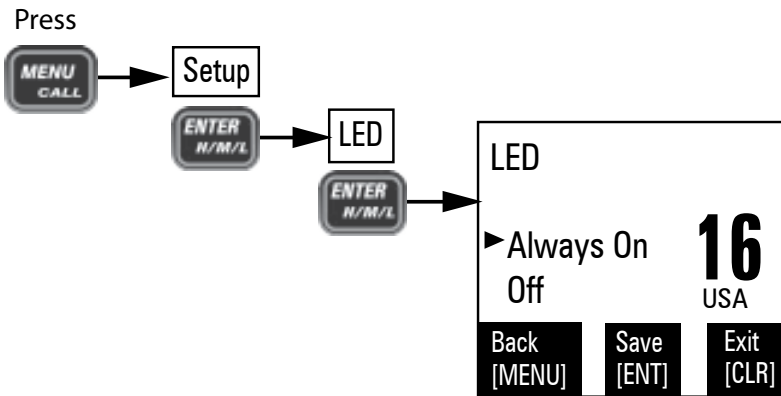 Press
MENU
CALL
Setup
ENTER
H/M/L
LED
ENTER
H/M/L
LED
Always On
Off
16
USA
Back
[MENU]
Save
[ENT]
Exit
[CLR]